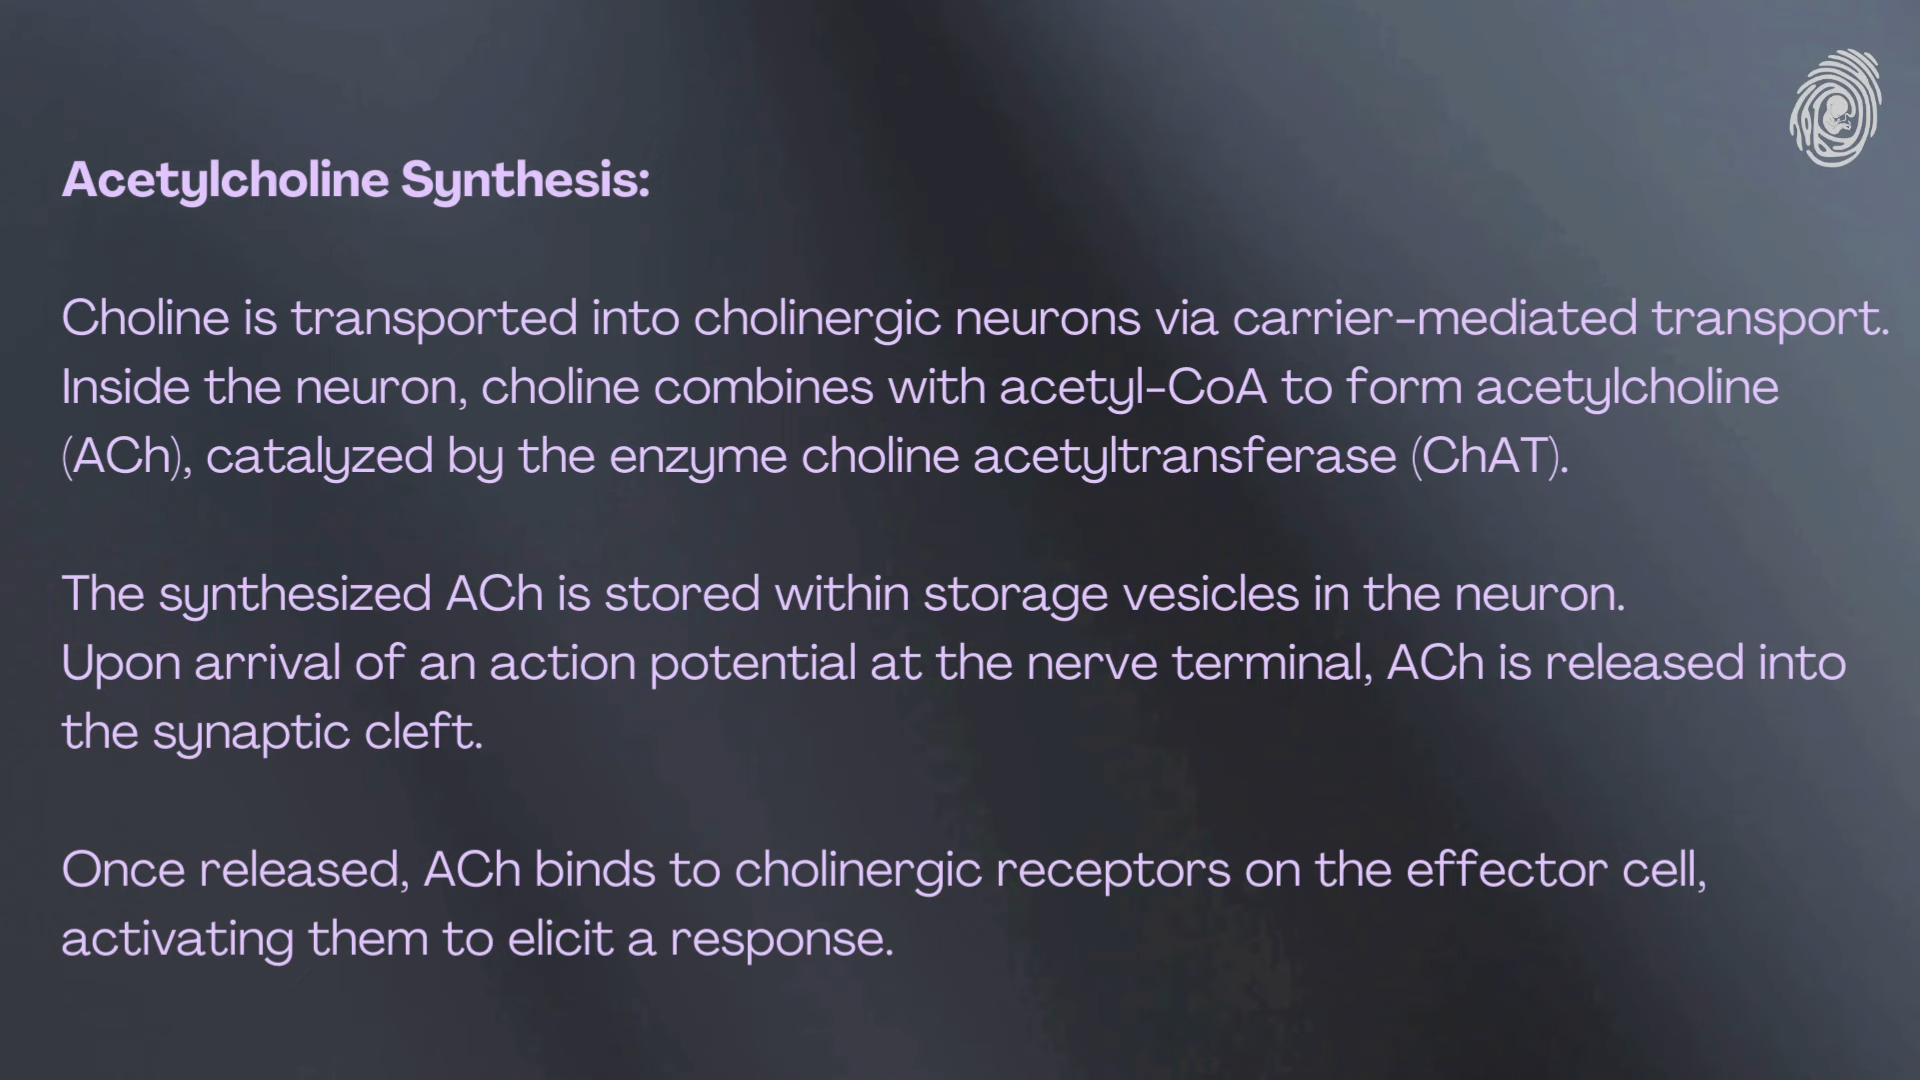 Acetylcholine Synthesis:
Choline is transported into cholinergic neurons via carrier-mediated transport.
Inside the neuron, choline combines with acetyl-CoA to form acetylcholine
(ACh), catalyzed by the enzyme choline acetyltransferase (ChAT).
The synthesized ACh is stored within storage vesicles in the neuron.
Upon arrival of an action potential at the nerve terminal, ACh is released into
the synaptic cleft.
Once released, ACh binds to cholinergic receptors on the effector cell,
activating them to elicit a response.